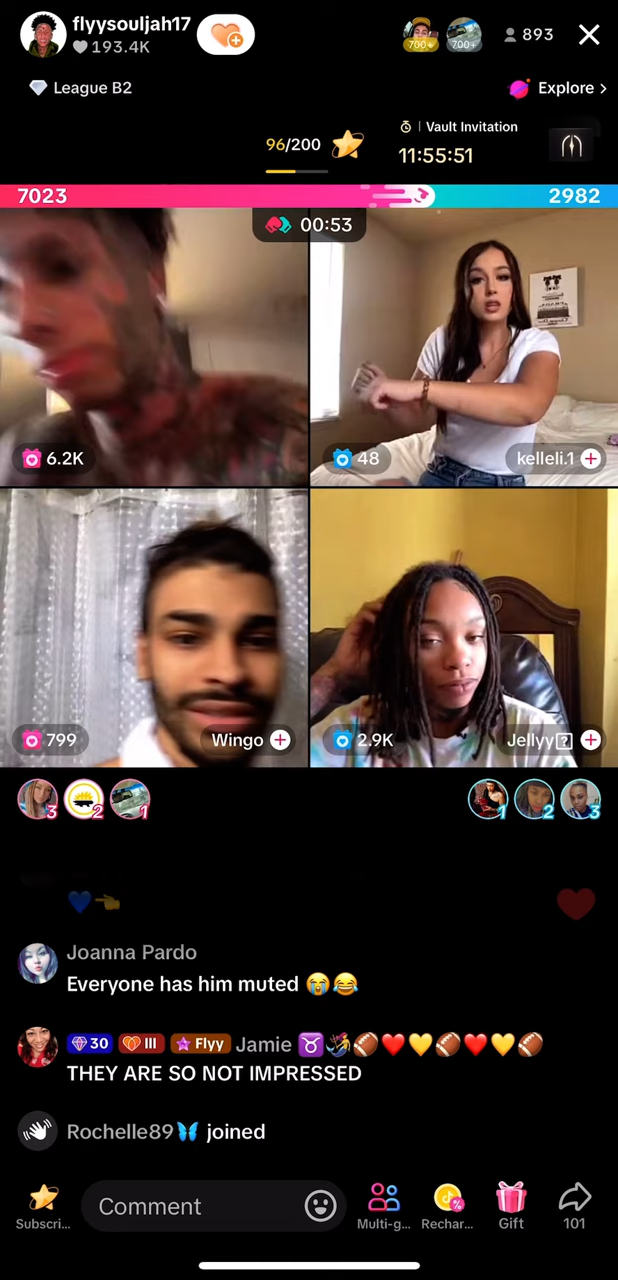 flyysouljah17
193.4K
700+
700+
893
League B2
Explore >
96/200
Vault Invitation
11:55:51
7023
2982
00:53
6.2K
48
kelleli.1
799
Wingo
2.9K
Jellyy
3
2
1
1
2
3
Joanna Pardo
Everyone has him muted 😭😂
30 III Flyy Jamie ♉🧜‍♀️🏈❤️💛🏈❤️💛🏈
THEY ARE SO NOT IMPRESSED
Rochelle89🦋 joined
Comment
Subscri...
Multi-g...
Rechar...
Gift
101